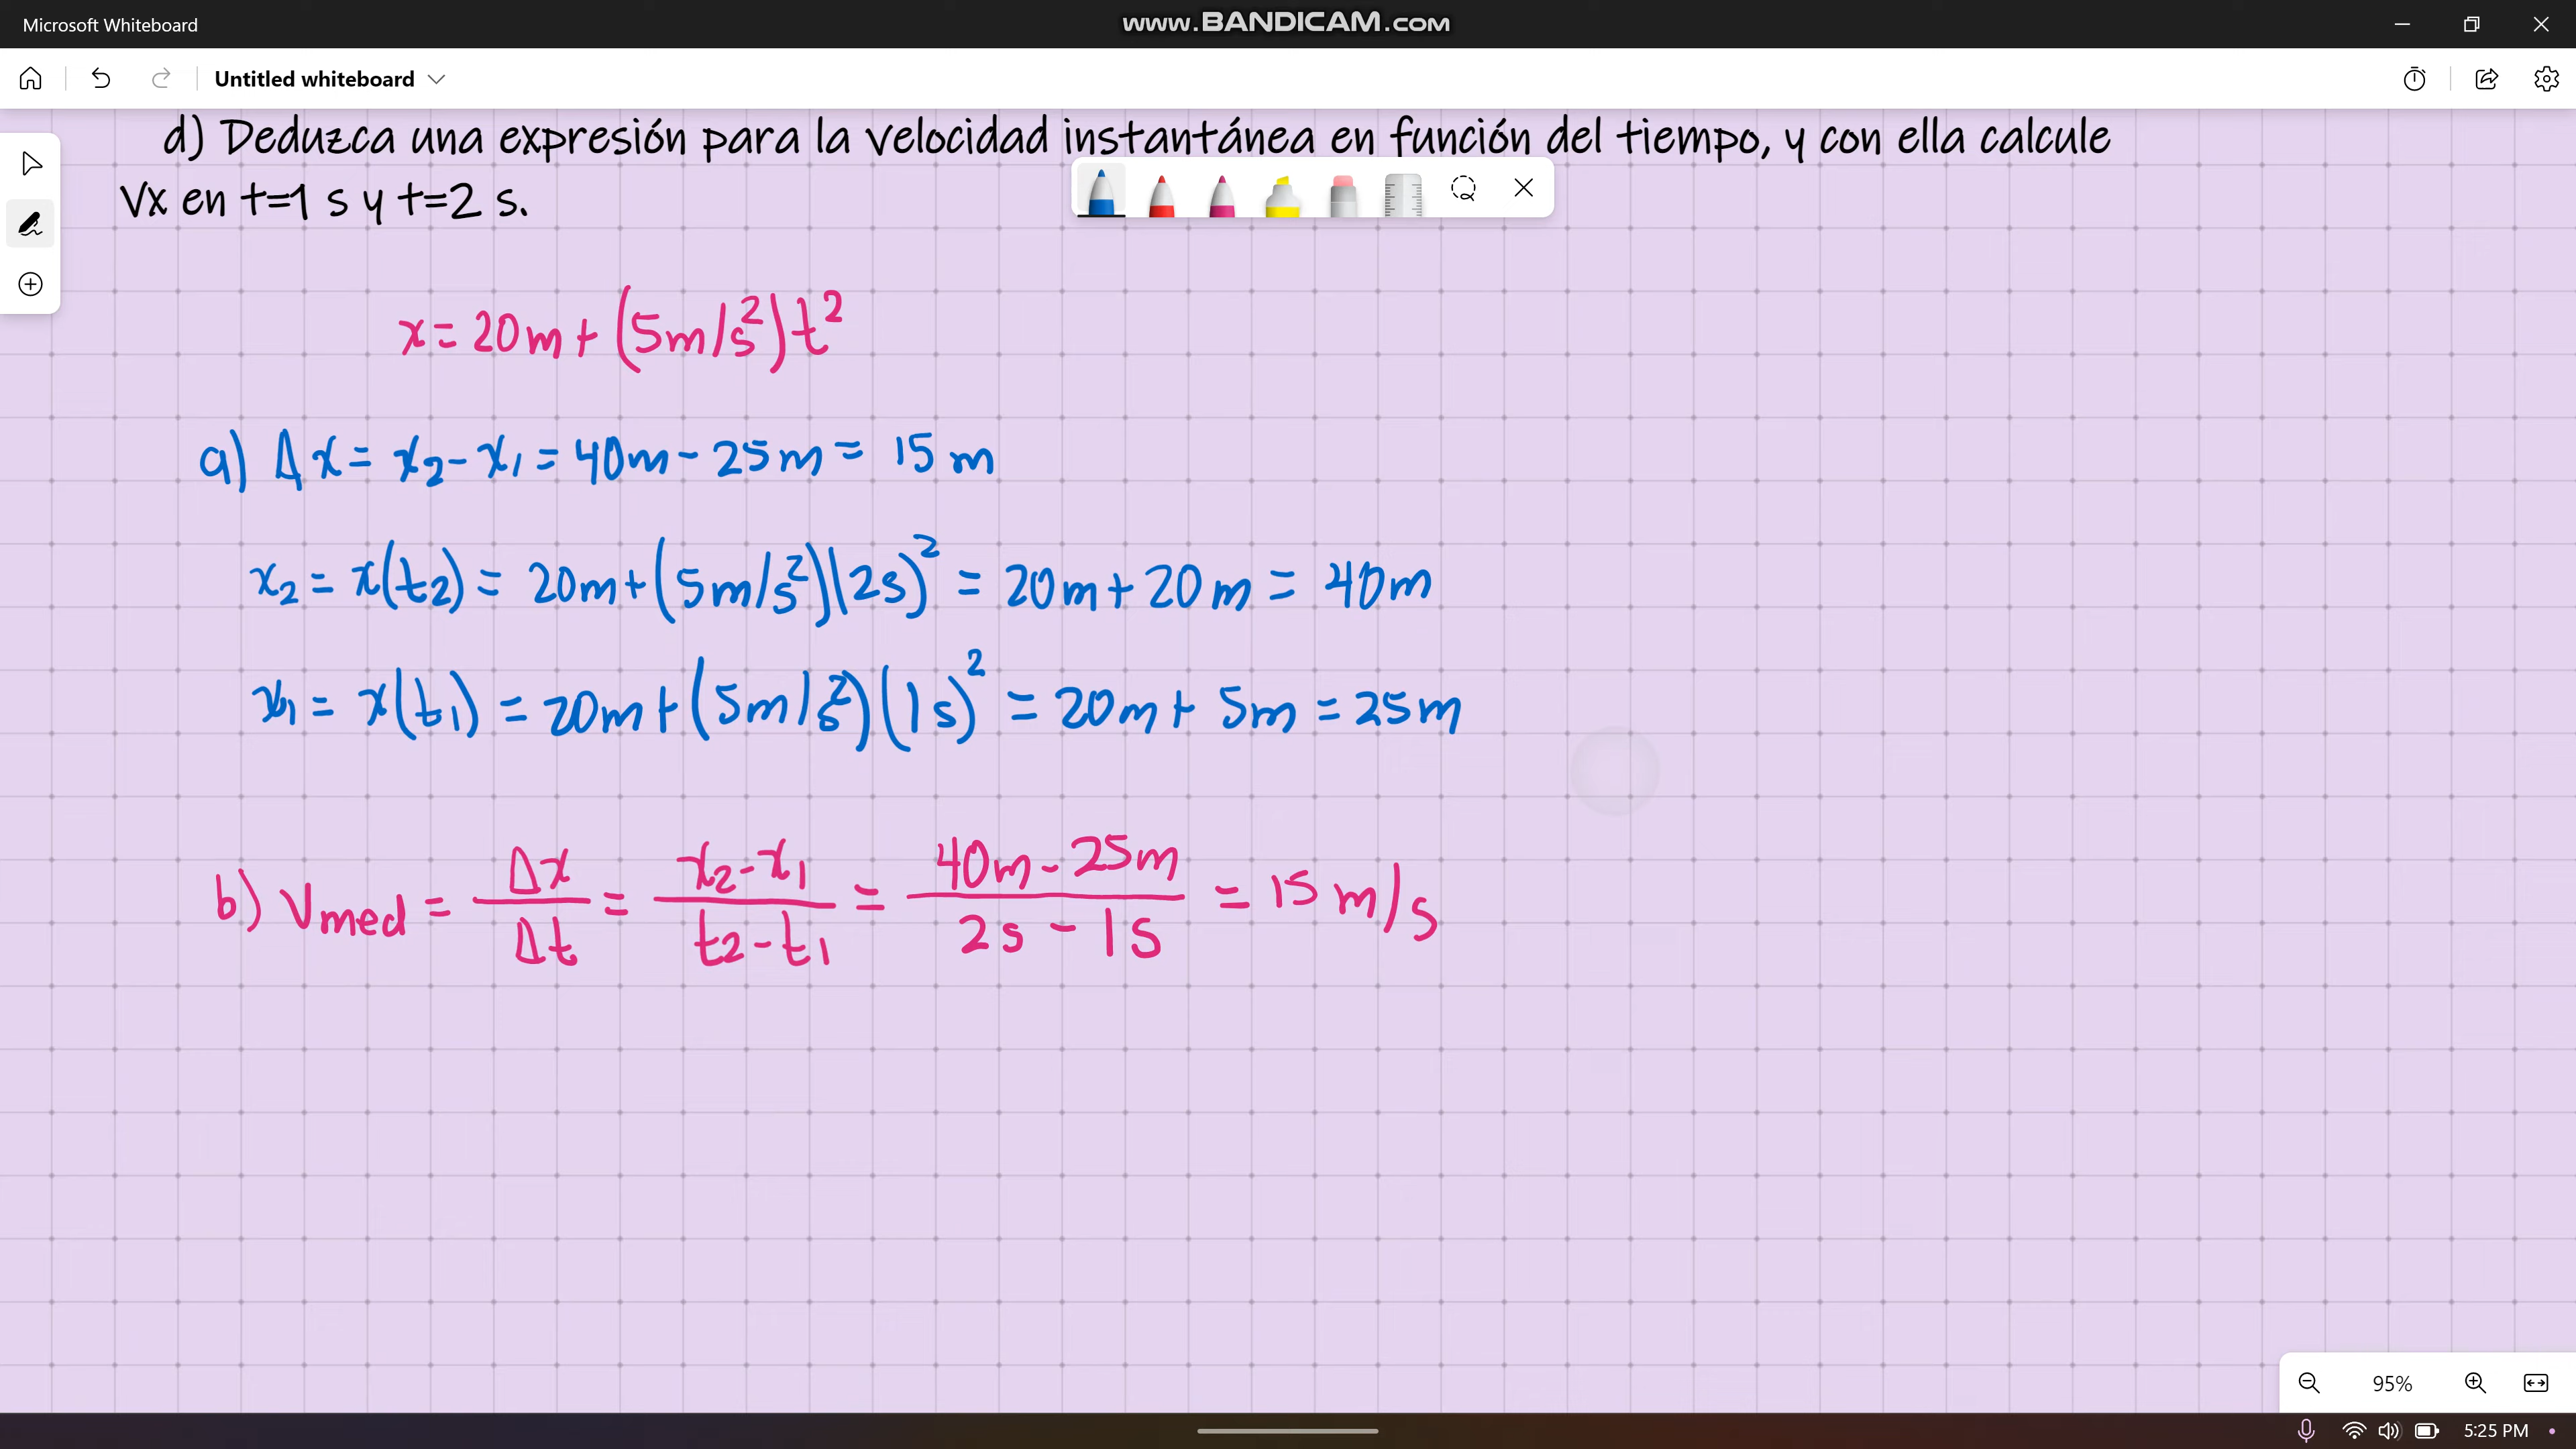 Microsoft Whiteboard
www.BANDICAM.com
Untitled whiteboard
d) Deduzca una expresión para la velocidad instantánea en función del tiempo, y con ella calcule
Vx en t=1 s y t=2 s.
x = 20m + (5m/s²)t²
a) Δx = x₂ - x₁ = 40m - 25m = 15 m
x₂ = x(t₂) = 20m + (5m/s²)(2s)² = 20m + 20m = 40m
x₁ = x(t₁) = 20m + (5m/s²)(1s)² = 20m + 5m = 25m
b) Vmed = Δx/Δt = (x₂ - x₁)/(t₂ - t₁) = (40m - 25m)/(2s - 1s) = 15 m/s
95%
5:25 PM